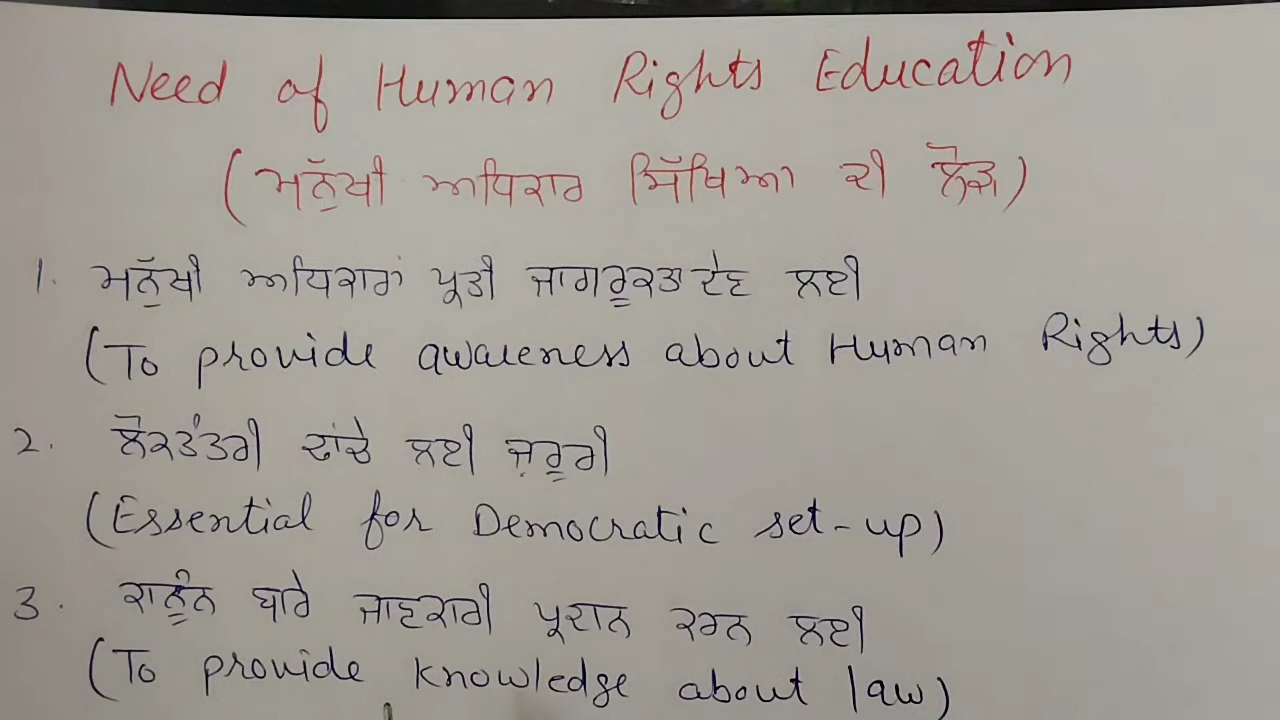 Need of Human Rights Education
(ਮਨੁੱਖੀ ਅਧਿਕਾਰ ਸਿੱਖਿਆ ਦੀ ਲੋੜ)
1. ਮਨੁੱਖੀ ਅਧਿਕਾਰਾਂ ਪ੍ਰਤੀ ਜਾਗਰੂਕਤਾ ਦੇਣ ਲਈ
(To provide awareness about Human Rights)
2. ਲੋਕਤੰਤਰੀ ਢਾਂਚੇ ਲਈ ਜ਼ਰੂਰੀ
(Essential for Democratic set-up)
3. ਕਾਨੂੰਨ ਬਾਰੇ ਜਾਣਕਾਰੀ ਪ੍ਰਦਾਨ ਕਰਨ ਲਈ
(To provide knowledge about law)